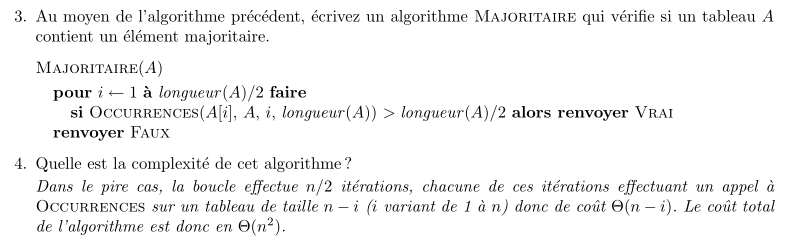 3. Au moyen de l'algorithme précédent, écrivez un algorithme MAJORITAIRE qui vérifie si un tableau A
contient un élément majoritaire.
MAJORITAIRE(A)
pour i ← 1 à longueur(A)/2 faire
si OCCURRENCES(A[i], A, i, longueur(A)) > longueur(A)/2 alors renvoyer VRAI
renvoyer FAUX
4. Quelle est la complexité de cet algorithme ?
Dans le pire cas, la boucle effectue n/2 itérations, chacune de ces itérations effectuant un appel à
OCCURRENCES sur un tableau de taille n − i (i variant de 1 à n) donc de coût Θ(n − i). Le coût total
de l'algorithme est donc en Θ(n²).